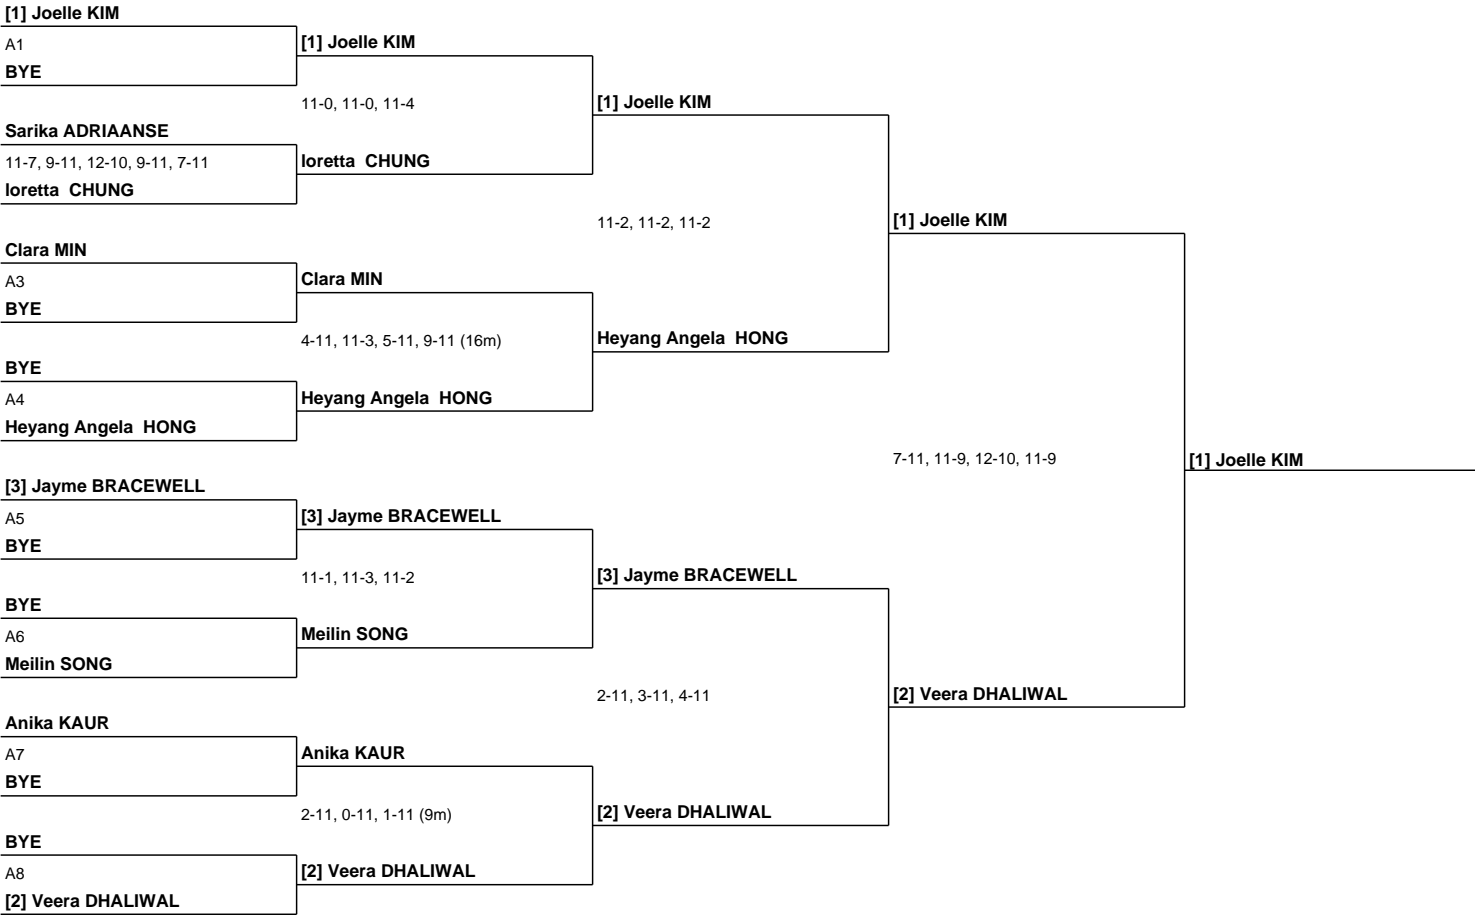 [1] Joelle KIM
A1
BYE
Sarika ADRIAANSE
11-7, 9-11, 12-10, 9-11, 7-11
loretta  CHUNG
Clara MIN
A3
BYE
BYE
A4
Heyang Angela  HONG
[3] Jayme BRACEWELL
A5
BYE
BYE
A6
Meilin SONG
Anika KAUR
A7
BYE
BYE
A8
[2] Veera DHALIWAL
[1] Joelle KIM
11-0, 11-0, 11-4
loretta  CHUNG
Clara MIN
4-11, 11-3, 5-11, 9-11 (16m)
Heyang Angela  HONG
[3] Jayme BRACEWELL
11-1, 11-3, 11-2
Meilin SONG
Anika KAUR
2-11, 0-11, 1-11 (9m)
[2] Veera DHALIWAL
[1] Joelle KIM
11-2, 11-2, 11-2
Heyang Angela  HONG
[3] Jayme BRACEWELL
2-11, 3-11, 4-11
[2] Veera DHALIWAL
[1] Joelle KIM
7-11, 11-9, 12-10, 11-9
[2] Veera DHALIWAL
[1] Joelle KIM